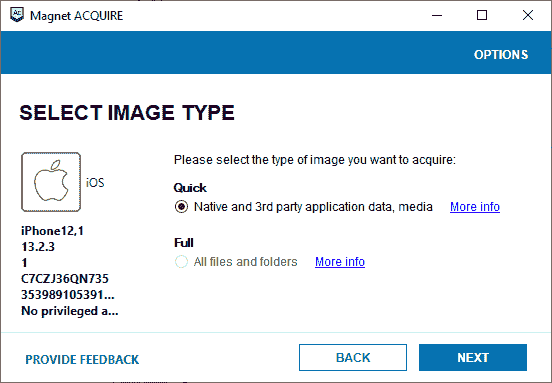 Magnet ACQUIRE
OPTIONS
SELECT IMAGE TYPE
iOS
Please select the type of image you want to acquire:
Quick
Native and 3rd party application data, media More info
Full
All files and folders More info
iPhone12,1
13.2.3
1
C7CZJ36QN735
353989105391...
No privileged a...
PROVIDE FEEDBACK
BACK
NEXT